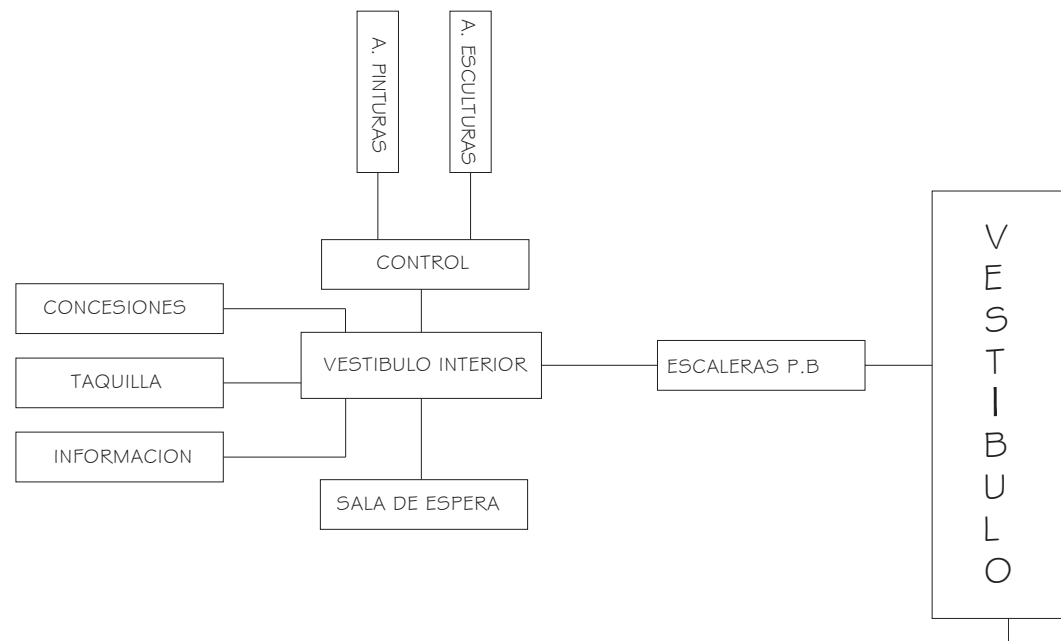 A. PINTURAS
A. ESCULTURAS
CONTROL
CONCESIONES
VESTIBULO INTERIOR
ESCALERAS P.B
TAQUILLA
INFORMACION
SALA DE ESPERA
VESTIBULO